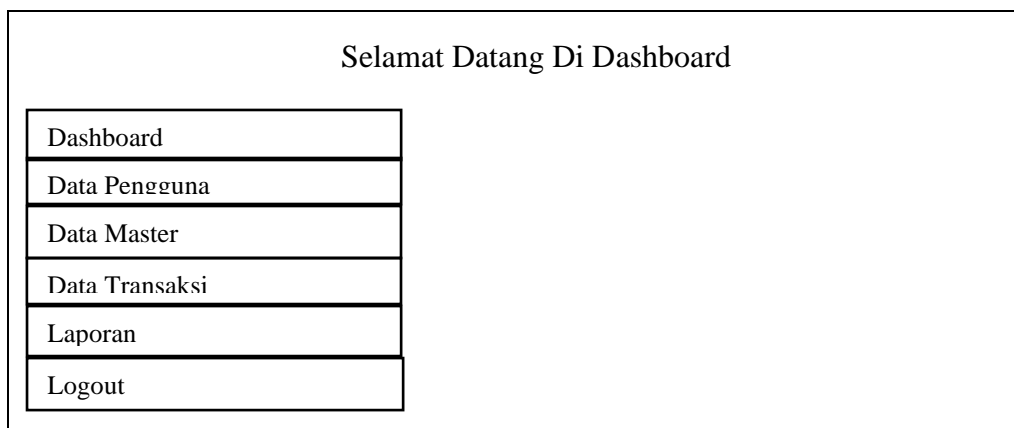 Selamat Datang Di Dashboard
Dashboard
Data Pengguna
Data Master
Data Transaksi
Laporan
Logout